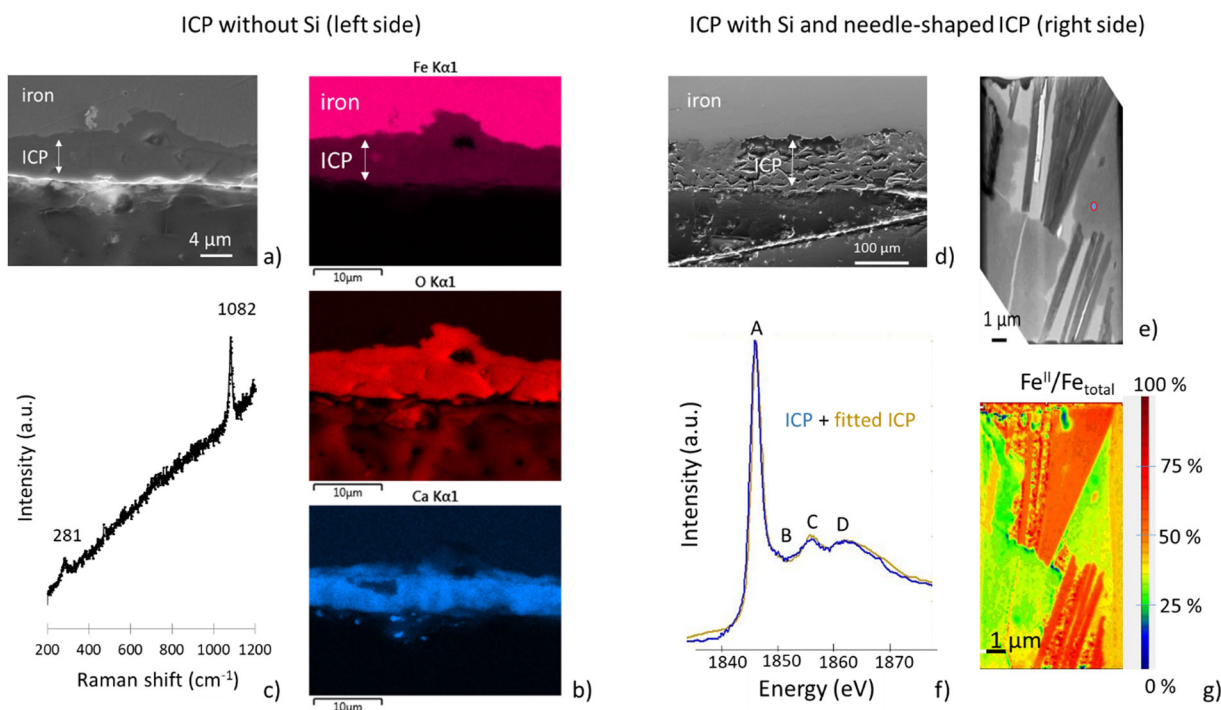 ICP without Si (left side)
ICP with Si and needle-shaped ICP (right side)
iron
ICP
4 µm
a)
Fe Kα1
iron
ICP
10µm
O Kα1
10µm
Ca Kα1
10µm
b)
1082
281
Intensity (a.u.)
200 400 600 800 1000 1200
Raman shift (cm⁻¹)
c)
iron
ICP
100 µm
d)
1 µm
e)
A
ICP + fitted ICP
B
C
D
Intensity (a.u.)
1840 1850 1860 1870
Energy (eV)
f)
Feᴵᴵ/Fe_total
100 %
75 %
50 %
25 %
0 %
1 µm
g)